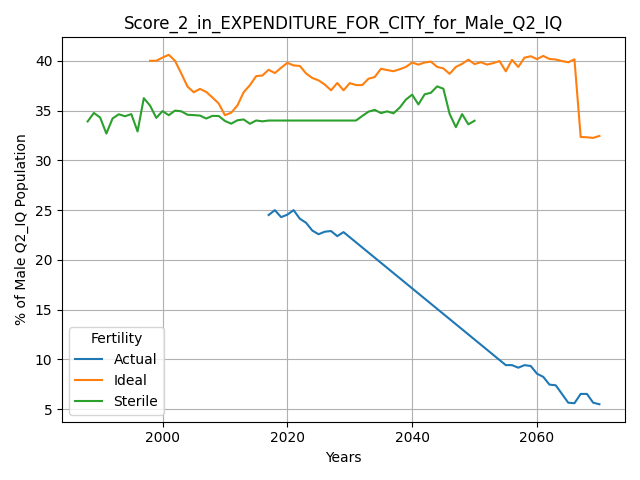 Score_2_in_EXPENDITURE_FOR_CITY_for_Male_Q2_IQ
% of Male Q2_IQ Population
40
35
30
25
20
15
10
5
Fertility
Actual
Ideal
Sterile
2000
2020
2040
2060
Years